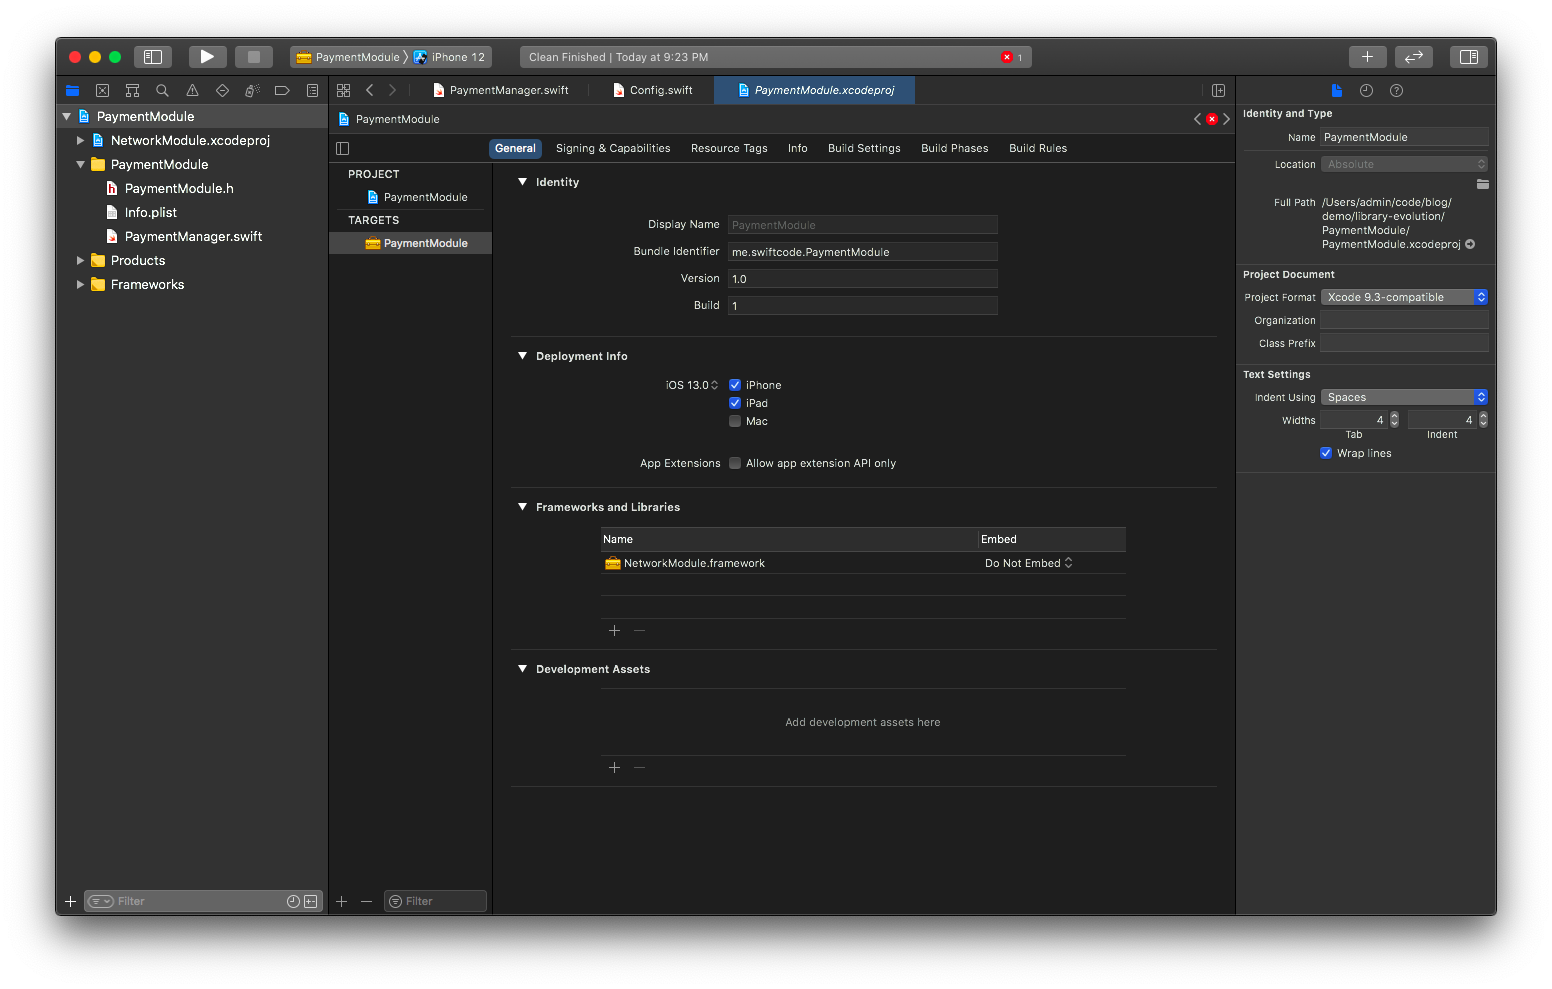 PaymentModule iPhone 12
Clean Finished | Today at 9:23 PM
1
PaymentManager.swift
Config.swift
PaymentModule.xcodeproj
PaymentModule
NetworkModule.xcodeproj
PaymentModule
PaymentModule.h
Info.plist
PaymentManager.swift
Products
Frameworks
Filter
PaymentModule
General
Signing & Capabilities
Resource Tags
Info
Build Settings
Build Phases
Build Rules
PROJECT
PaymentModule
TARGETS
PaymentModule
Filter
Identity
Display Name PaymentModule
Bundle Identifier me.swiftcode.PaymentModule
Version 1.0
Build 1
Deployment Info
iOS 13.0 iPhone
iPad
Mac
App Extensions Allow app extension API only
Frameworks and Libraries
Name Embed
NetworkModule.framework Do Not Embed
Development Assets
Add development assets here
Identity and Type
Name PaymentModule
Location Absolute
Full Path /Users/admin/code/blog/
demo/library-evolution/
PaymentModule/
PaymentModule.xcodeproj
Project Document
Project Format Xcode 9.3-compatible
Organization
Class Prefix
Text Settings
Indent Using Spaces
Widths 4 4
Tab Indent
Wrap lines